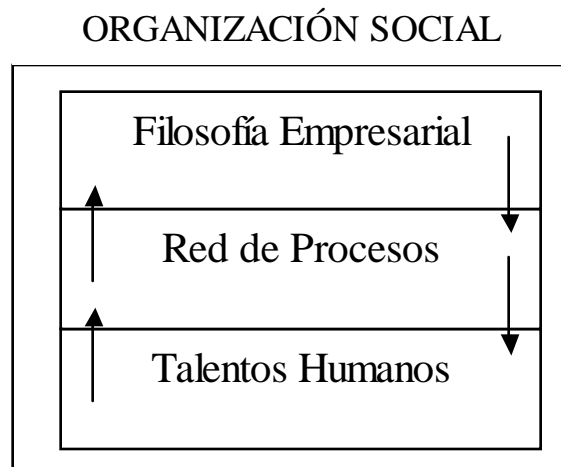 ORGANIZACIÓN SOCIAL
Filosofía Empresarial
Red de Procesos
Talentos Humanos